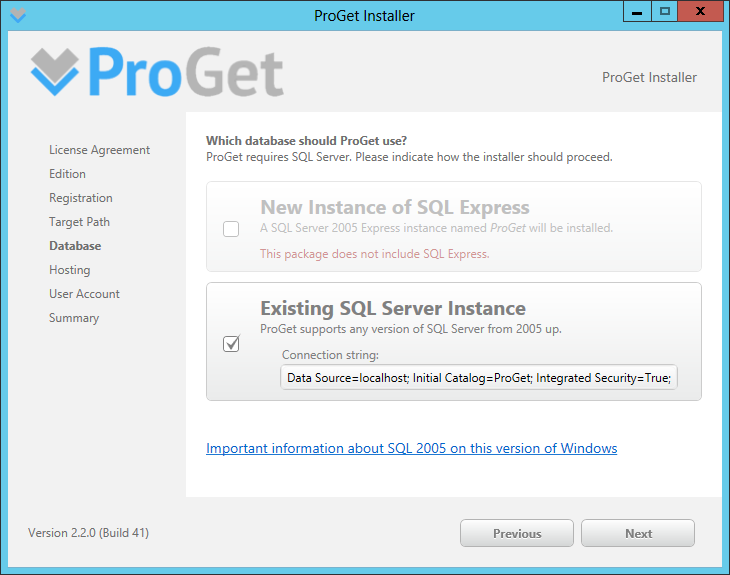 ProGet Installer
ProGet
ProGet Installer
License Agreement
Edition
Registration
Target Path
Database
Hosting
User Account
Summary
Which database should ProGet use?
ProGet requires SQL Server. Please indicate how the installer should proceed.
New Instance of SQL Express
A SQL Server 2005 Express instance named ProGet will be installed.
This package does not include SQL Express.
Existing SQL Server Instance
ProGet supports any version of SQL Server from 2005 up.
Connection string:
Data Source=localhost; Initial Catalog=ProGet; Integrated Security=True;
Important information about SQL 2005 on this version of Windows
Version 2.2.0 (Build 41)
Previous
Next